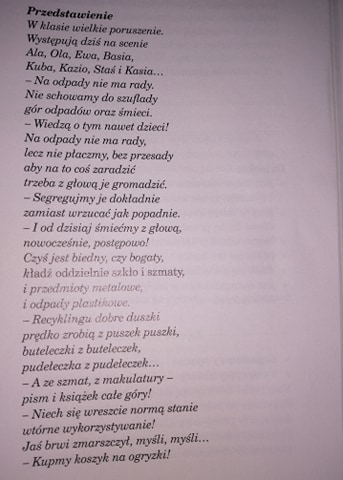 Przedstawienie
W klasie wielkie poruszenie.
Występują dziś na scenie
Ala, Ola, Ewa, Basia,
Kuba, Kazio, Staś i Kasia...
– Na odpady nie ma rady.
Nie schowamy do szuflady
gór odpadów oraz śmieci.
– Wiedzą o tym nawet dzieci!
Na odpady nie ma rady,
lecz nie płaczmy, bez przesady
aby na to coś zaradzić
trzeba z głową je gromadzić.
– Segregujmy je dokładnie
zamiast wrzucać jak popadnie.
– I od dzisiaj śmiećmy z głową,
nowocześnie, postępowo!
Czyś jest biedny, czy bogaty,
kładź oddzielnie szkło i szmaty,
i przedmioty metalowe,
i odpady plastikowe.
– Recyklingu dobre duszki
prędko zrobią z puszek puszki,
buteleczki z buteleczek,
pudełeczka z pudełeczek...
– A ze szmat, z makulatury –
pism i książek całe góry!
– Niech się wreszcie normą stanie
wtórne wykorzystywanie!
Jaś brwi zmarszczył, myśli, myśli...
– Kupmy koszyk na ogryzki!